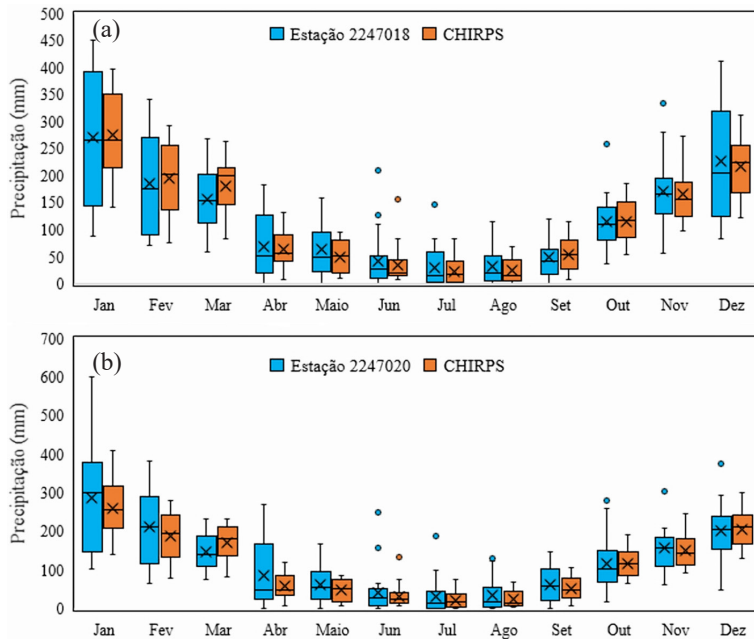 (a)
Estação 2247018 CHIRPS
Precipitação (mm)
500
450
400
350
300
250
200
150
100
50
0
Jan Fev Mar Abr Maio Jun Jul Ago Set Out Nov Dez
(b)
Estação 2247020 CHIRPS
Precipitação (mm)
700
600
500
400
300
200
100
0
Jan Fev Mar Abr Maio Jun Jul Ago Set Out Nov Dez